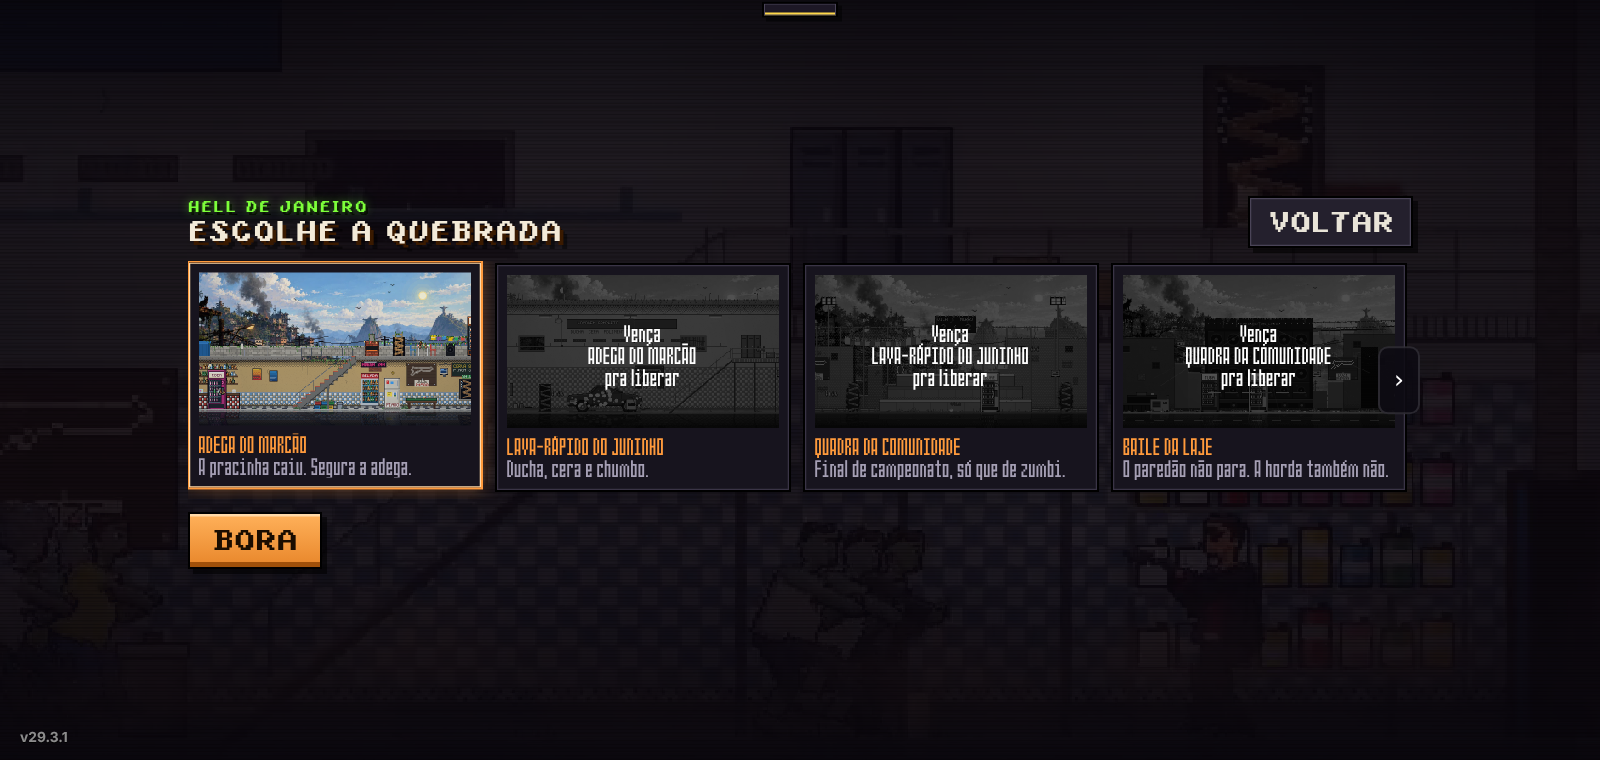 HELL DE JANEIRO
ESCOLHE A QUEBRADA
VOLTAR
Vença
ADEGA DO MARCÃO
pra liberar
Vença
LAVA-RÁPIDO DO JUNINHO
pra liberar
Vença
QUADRA DA COMUNIDADE
pra liberar
›
ADEGA DO MARCÃO
A pracinha caiu. Segura a adega.
LAVA-RÁPIDO DO JUNINHO
Ducha, cera e chumbo.
QUADRA DA COMUNIDADE
Final de campeonato, só que de zumbi.
BAILE DA LAJE
O paredão não para. A horda também não.
BORA
v29.3.1